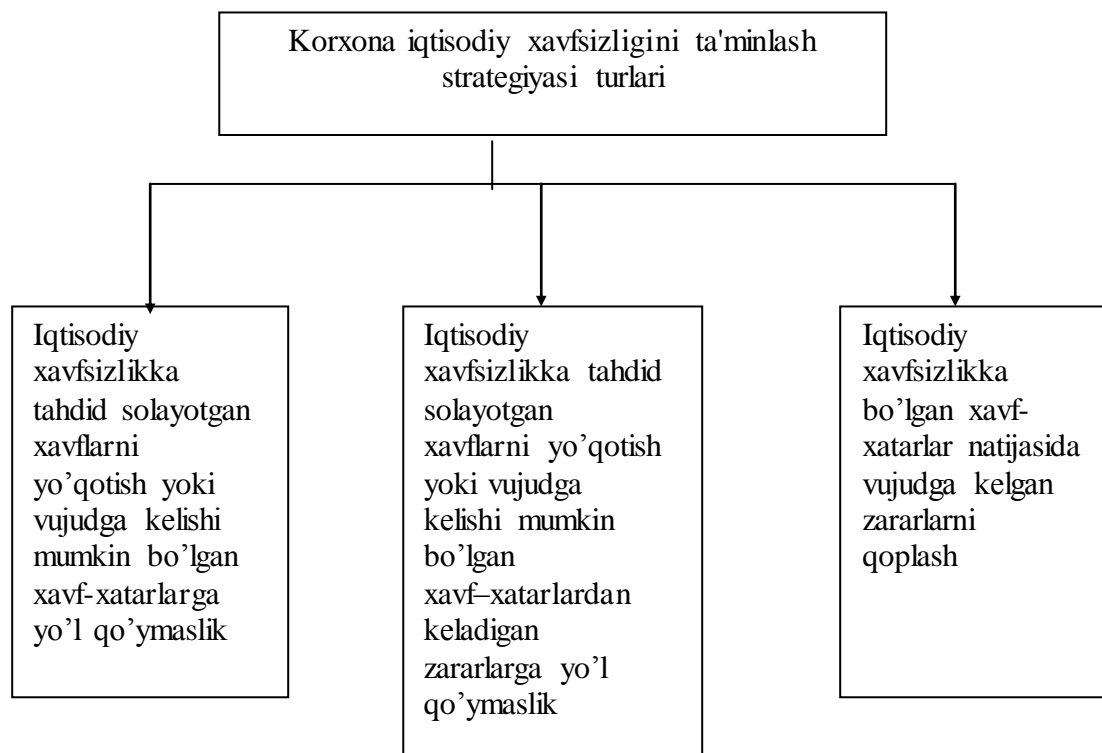 Korxona iqtisodiy xavfsizligini ta'minlash
strategiyasi turlari
Iqtisodiy
xavfsizlikka
tahdid solayotgan
xavflarni
yo’qotish yoki
vujudga kelishi
mumkin bo’lgan
xavf-xatarlarga
yo’l qo’ymaslik
Iqtisodiy
xavfsizlikka tahdid
solayotgan
xavflarni yo’qotish
yoki vujudga
kelishi mumkin
bo’lgan
xavf–xatarlardan
keladigan
zararlarga yo’l
qo’ymaslik
Iqtisodiy
xavfsizlikka
bo’lgan xavf-
xatarlar natijasida
vujudga kelgan
zararlarni
qoplash